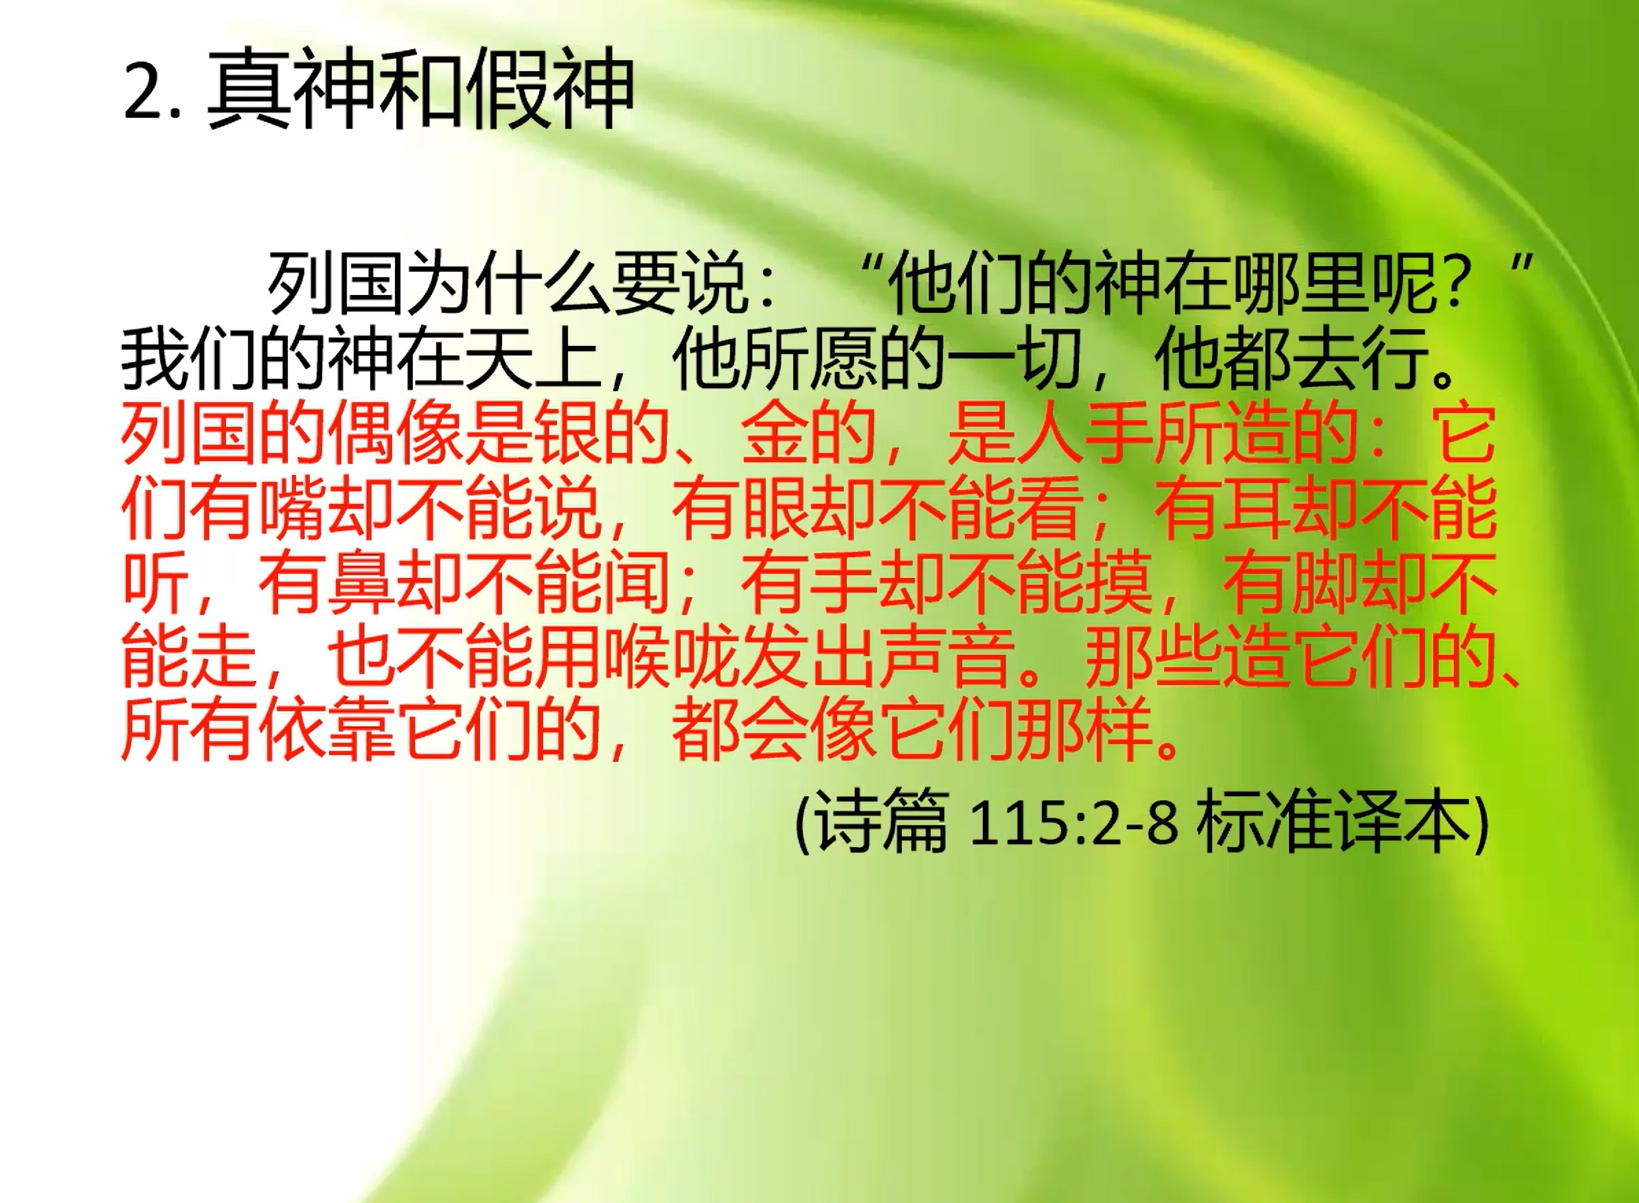 2. 真神和假神
列国为什么要说：“他们的神在哪里呢？”
我们的神在天上，他所愿的一切，他都去行。
列国的偶像是银的、金的，是人手所造的：它
们有嘴却不能说，有眼却不能看；有耳却不能
听，有鼻却不能闻；有手却不能摸，有脚却不
能走，也不能用喉咙发出声音。那些造它们的、
所有依靠它们的，都会像它们那样。
(诗篇 115:2-8 标准译本)